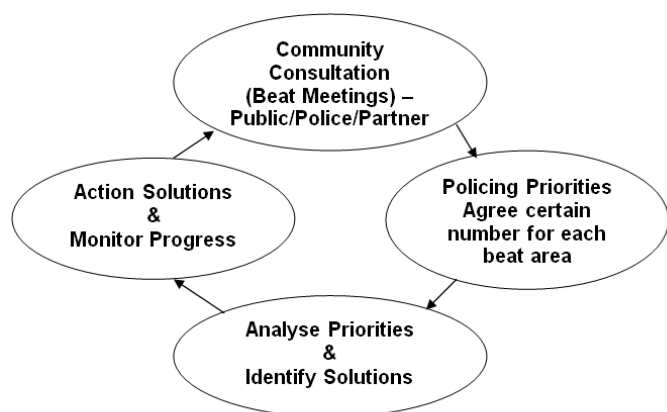 Community
Consultation
(Beat Meetings) –
Public/Police/Partner
Policing Priorities
Agree certain
number for each
beat area
Analyse Priorities
&
Identify Solutions
Action Solutions
&
Monitor Progress